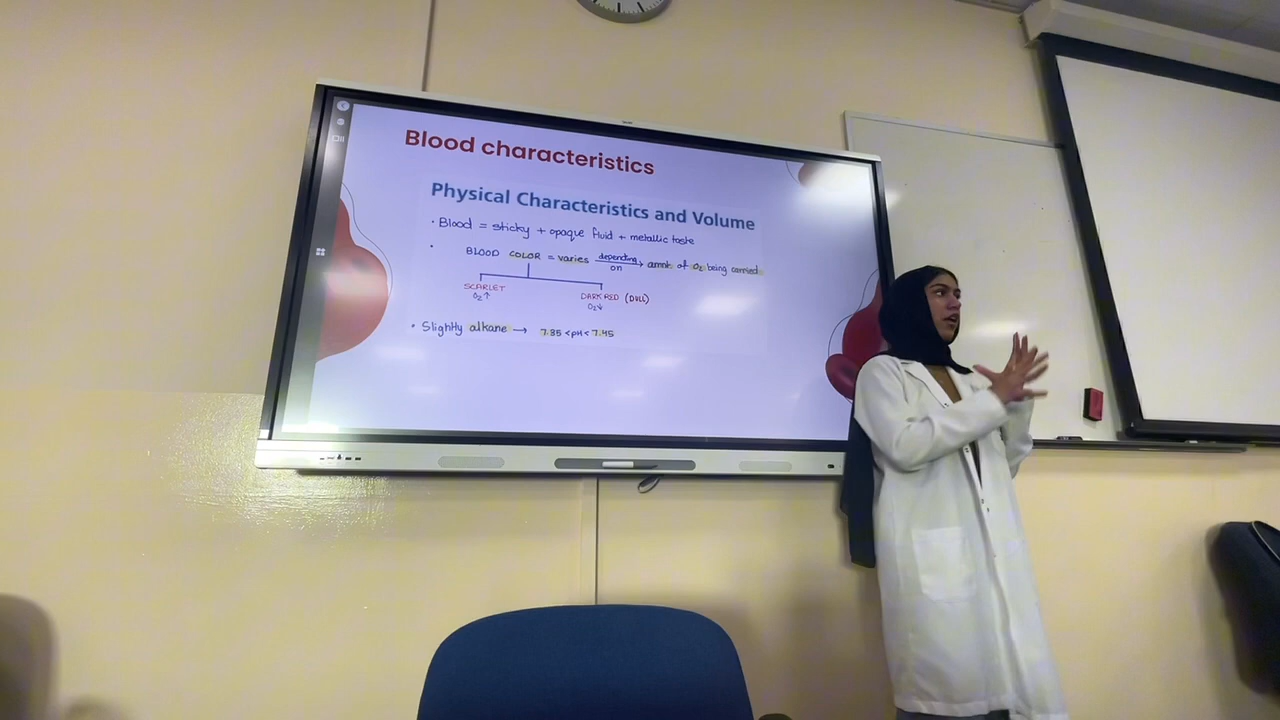 Blood characteristics
Physical Characteristics and Volume
• Blood = sticky + opaque fluid + metallic taste
• BLOOD COLOR = varies depending on → amnt. of O₂ being carried.
SCARLET DARK RED (DULL)
O₂↑ O₂↓
• Slightly alkane → 7.35 <pH< 7.45